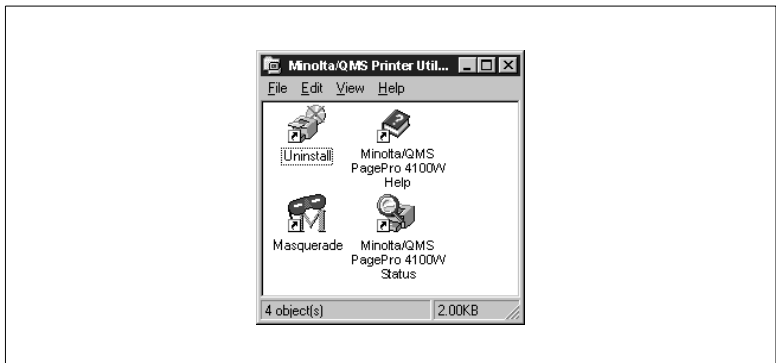 Minolta/QMS Printer Util...
File Edit View Help
Uninstall
Minolta/QMS
PagePro 4100W
Help
Masquerade
Minolta/QMS
PagePro 4100W
Status
4 object(s) 2.00KB